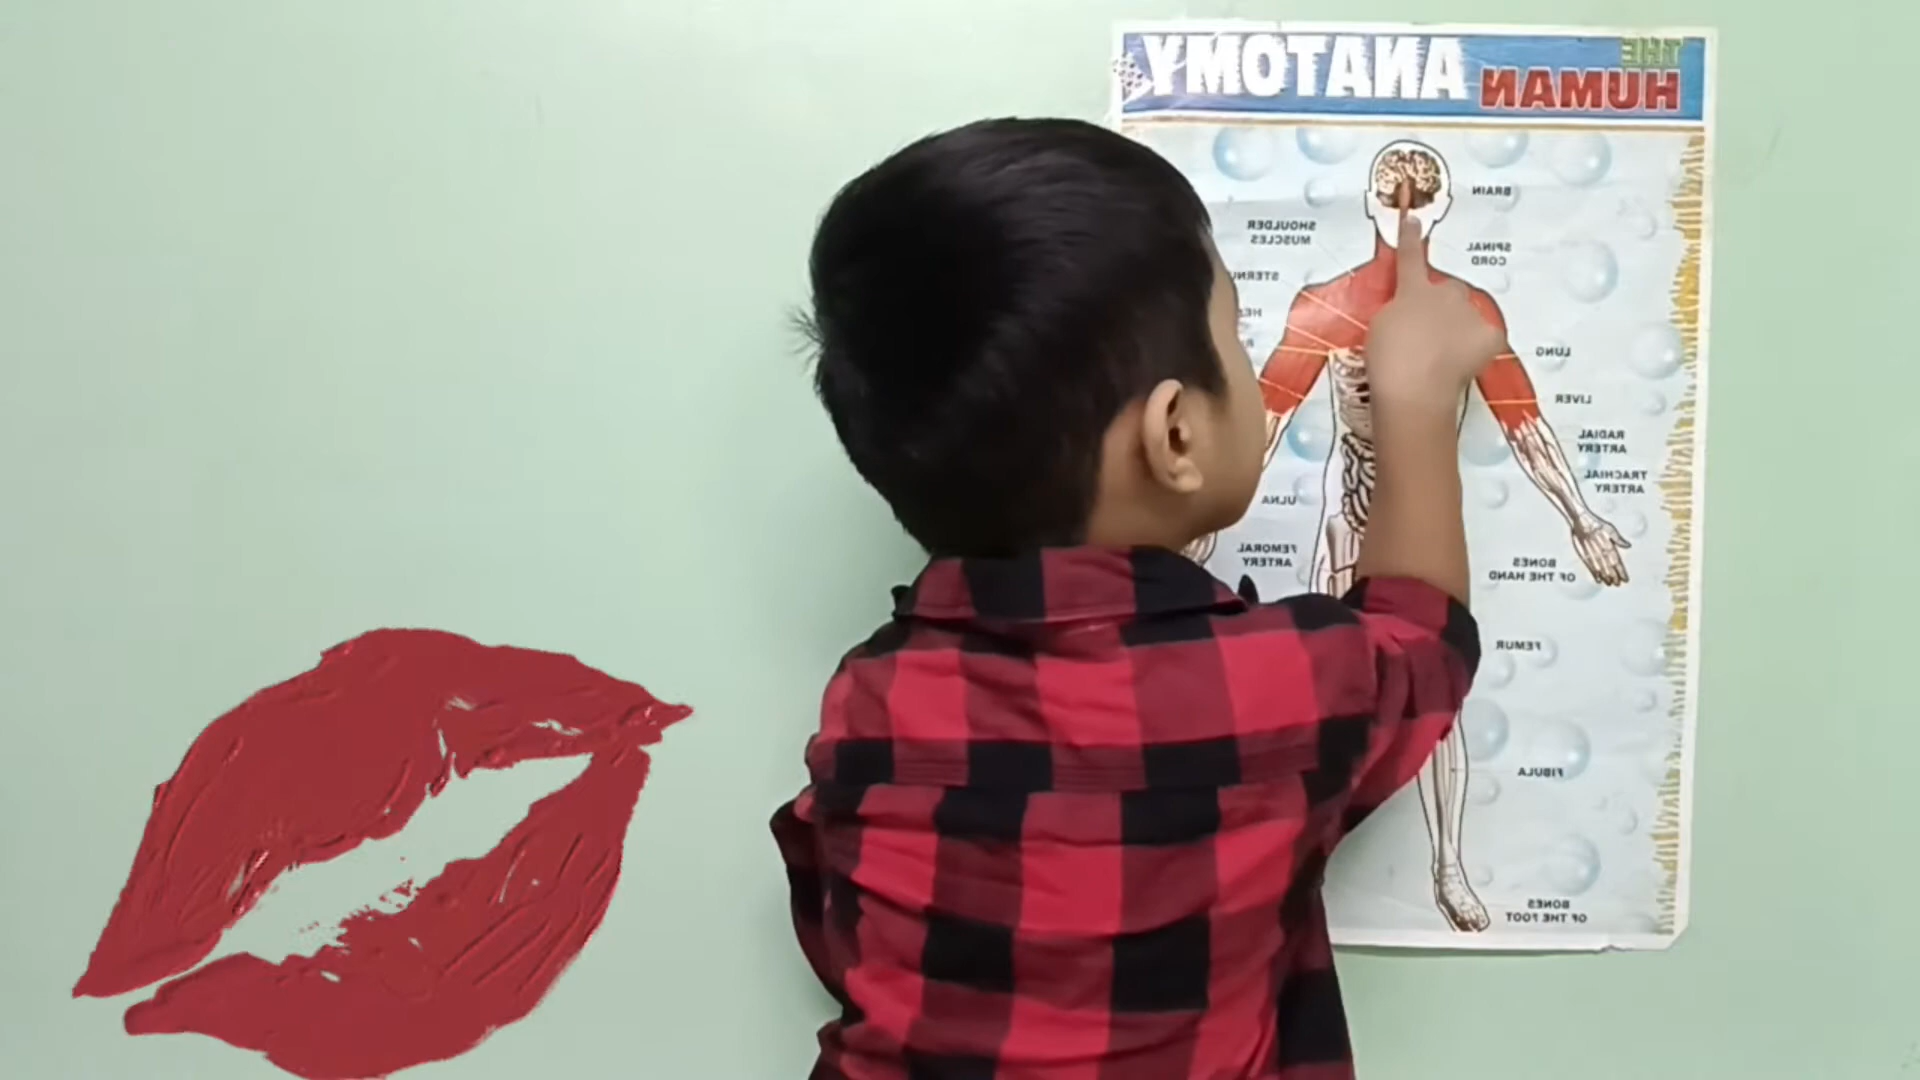 THE
HUMAN ANATOMY
BRAIN
SHOULDER
MUSCLES
SPINAL
CORD
LUNG
LIVER
RADIAL
ARTERY
TRACHIAL
ARTERY
ULNA
FEMORAL
ARTERY
BONES
OF THE HAND
FEMUR
FIBULA
BONES
OF THE FOOT